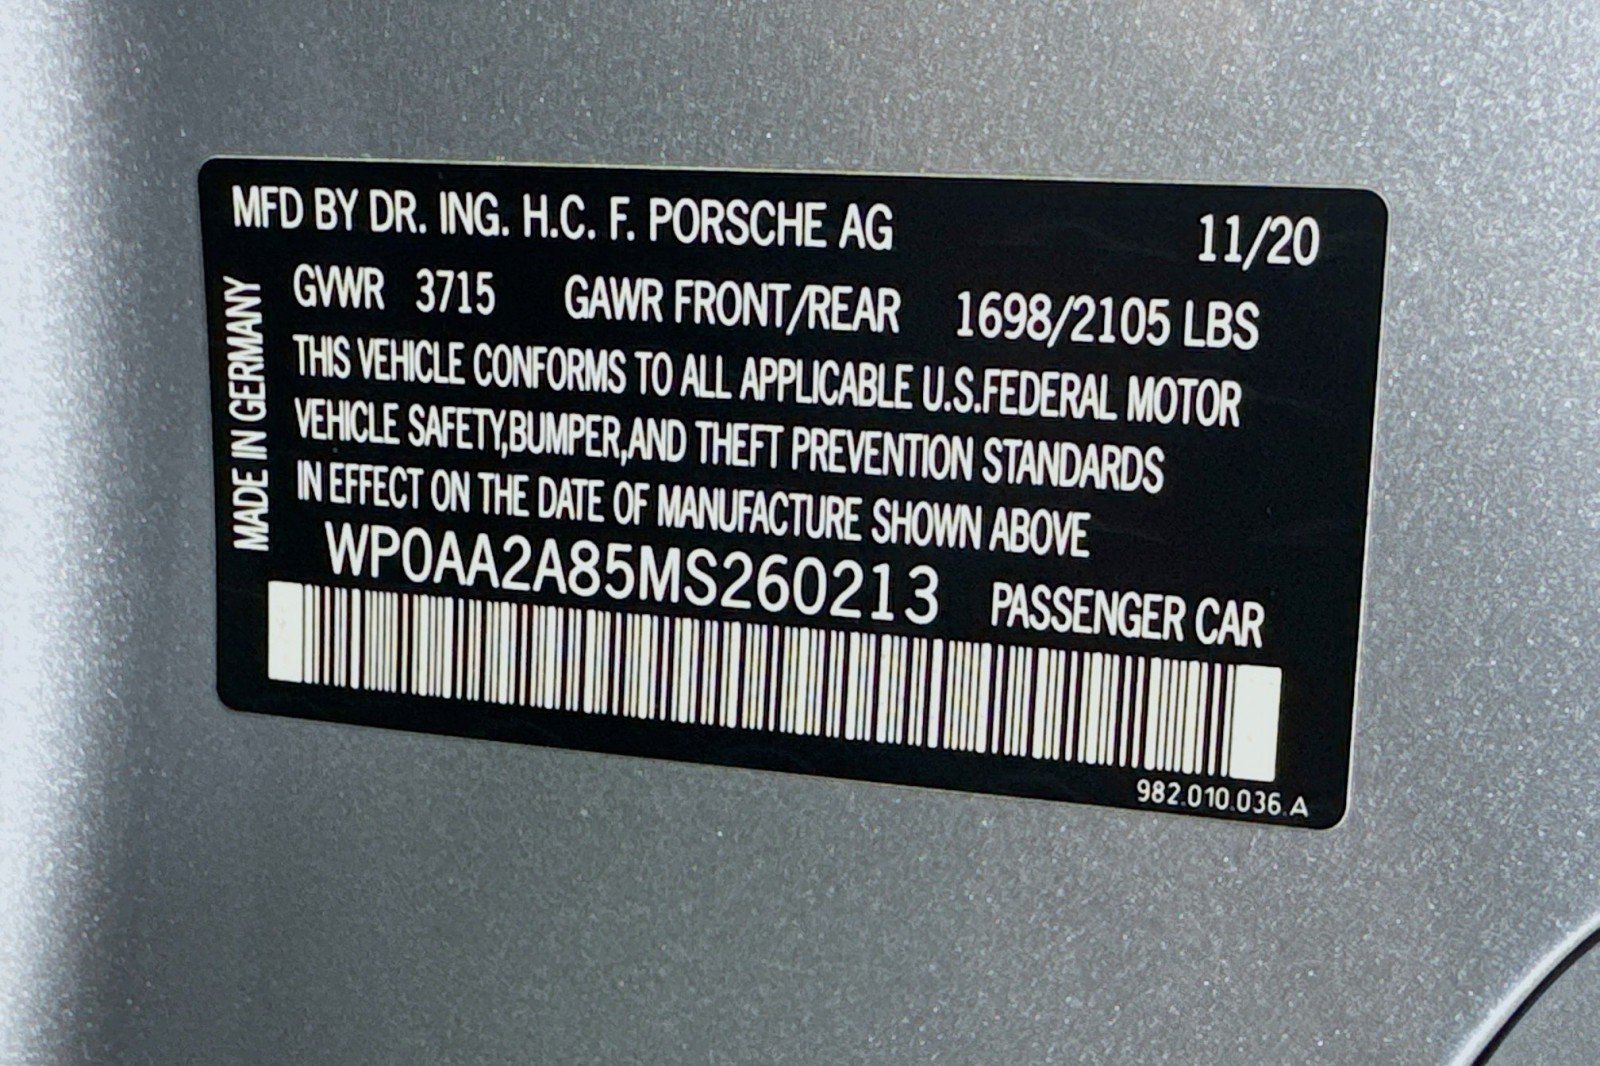 MFD BY DR. ING. H.C. F. PORSCHE AG 11/20
GVWR 3715 GAWR FRONT/REAR 1698/2105 LBS
THIS VEHICLE CONFORMS TO ALL APPLICABLE U.S.FEDERAL MOTOR
VEHICLE SAFETY,BUMPER,AND THEFT PREVENTION STANDARDS
IN EFFECT ON THE DATE OF MANUFACTURE SHOWN ABOVE
WP0AA2A85MS260213 PASSENGER CAR
982.010.036.A
MADE IN GERMANY